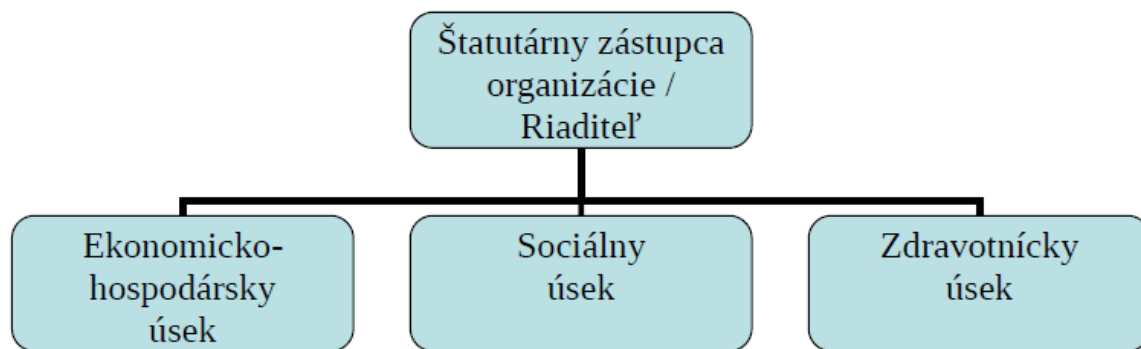 Štatutárny zástupca
organizácie /
Riaditeľ
Ekonomicko-
hospodársky
úsek
Sociálny
úsek
Zdravotnícky
úsek